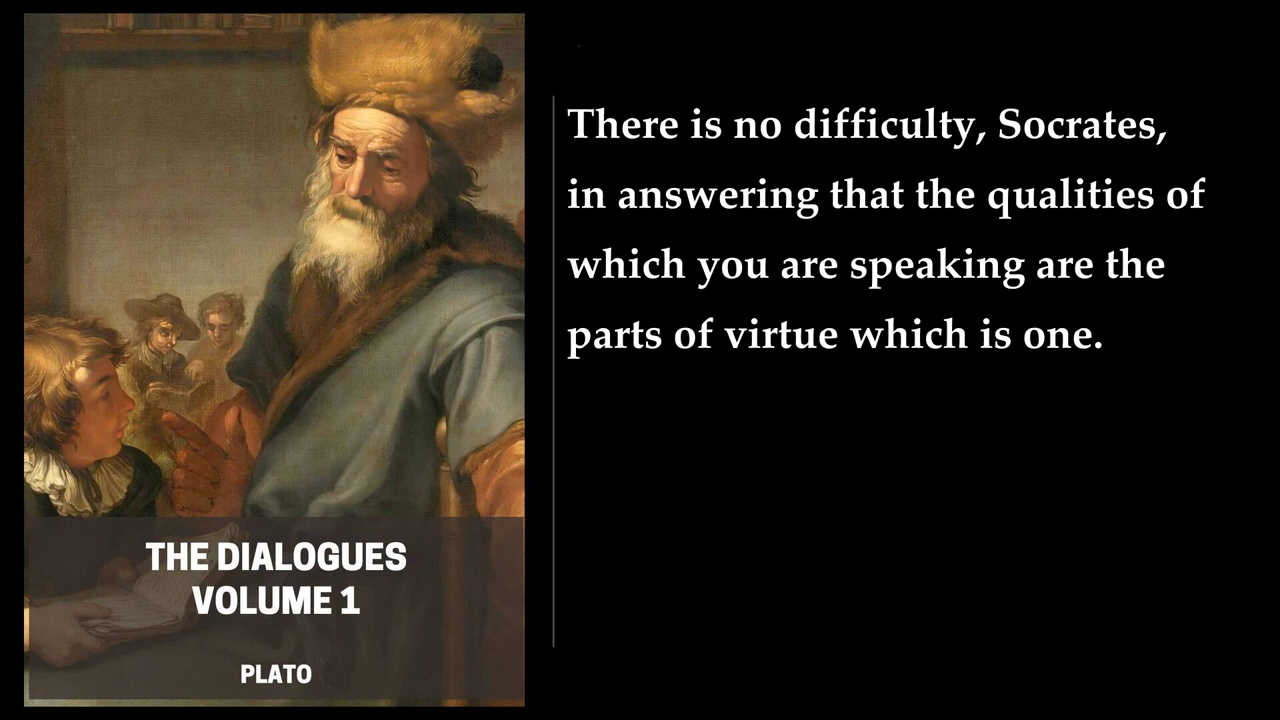 There is no difficulty, Socrates,
in answering that the qualities of
which you are speaking are the
parts of virtue which is one.
THE DIALOGUES
VOLUME 1
PLATO